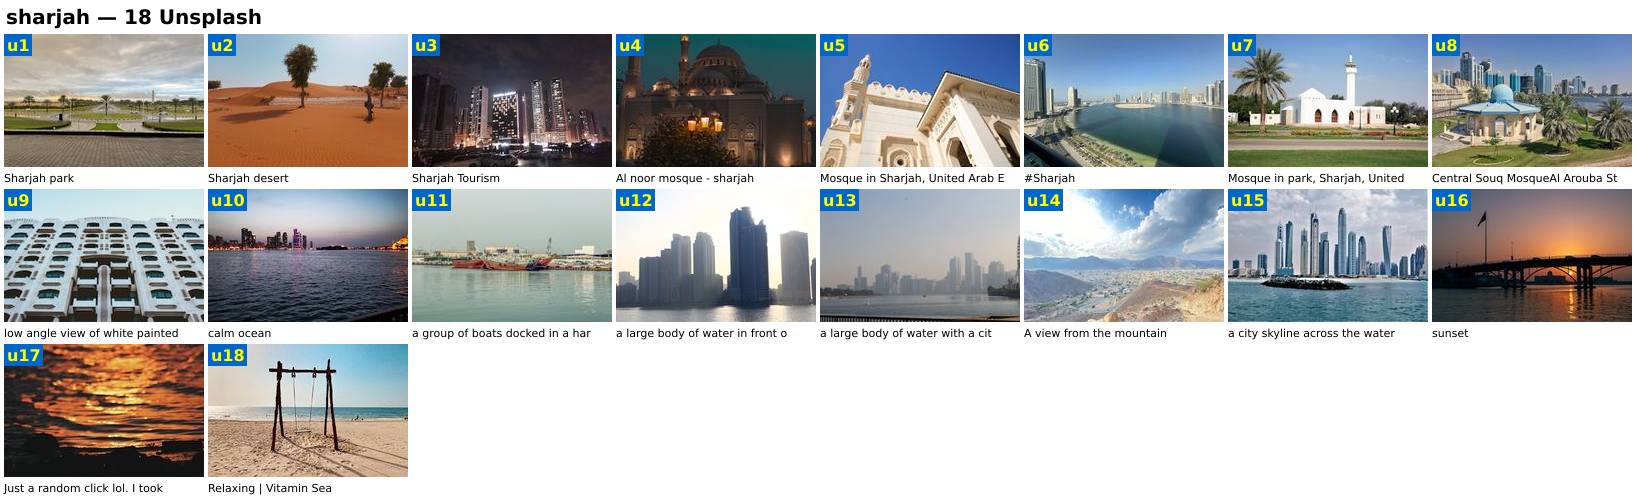 sharjah — 18 Unsplash
u1
u2
u3
u4
u5
u6
u7
u8
Sharjah park
Sharjah desert
Sharjah Tourism
Al noor mosque - sharjah
Mosque in Sharjah, United Arab E
#Sharjah
Mosque in park, Sharjah, United
Central Souq MosqueAl Arouba St
u9
u10
u11
u12
u13
u14
u15
u16
low angle view of white painted
calm ocean
a group of boats docked in a har
a large body of water in front o
a large body of water with a cit
A view from the mountain
a city skyline across the water
sunset
u17
u18
Just a random click lol. I took
Relaxing | Vitamin Sea